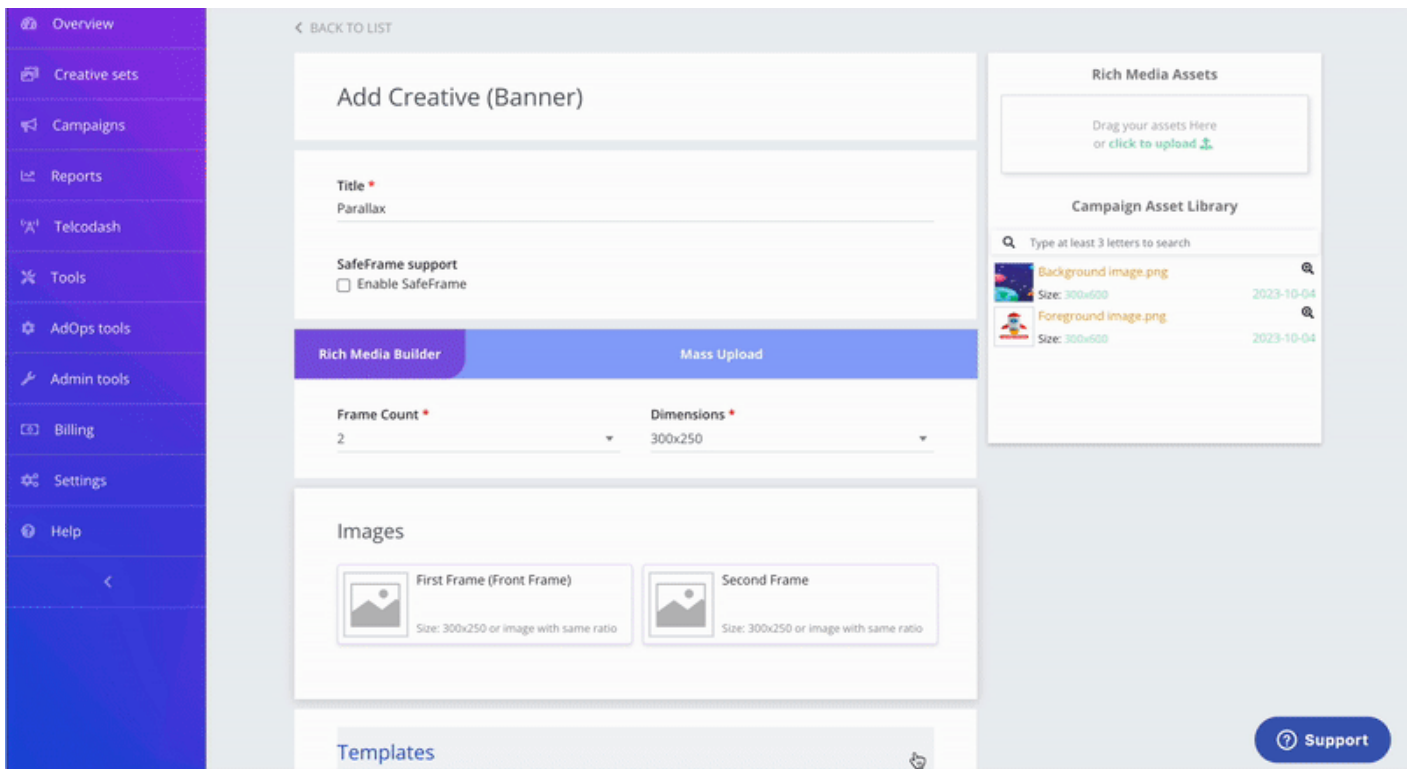 Overview
Creative sets
Campaigns
Reports
Telcodash
Tools
AdOps tools
Admin tools
Billing
Settings
Help
BACK TO LIST
Add Creative (Banner)
Title *
Parallax
SafeFrame support
Enable SafeFrame
Rich Media Builder
Mass Upload
Frame Count *
2
Dimensions *
300x250
Images
First Frame (Front Frame)
Size: 300x250 or image with same ratio
Second Frame
Size: 300x250 or image with same ratio
Templates
Rich Media Assets
Drag your assets Here
or click to upload
Campaign Asset Library
Type at least 3 letters to search
Background image.png
Size: 300x600 2023-10-04
Foreground image.png
Size: 300x600 2023-10-04
Support